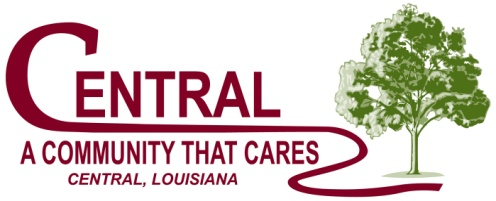 CENTRAL
A COMMUNITY THAT CARES
CENTRAL, LOUISIANA